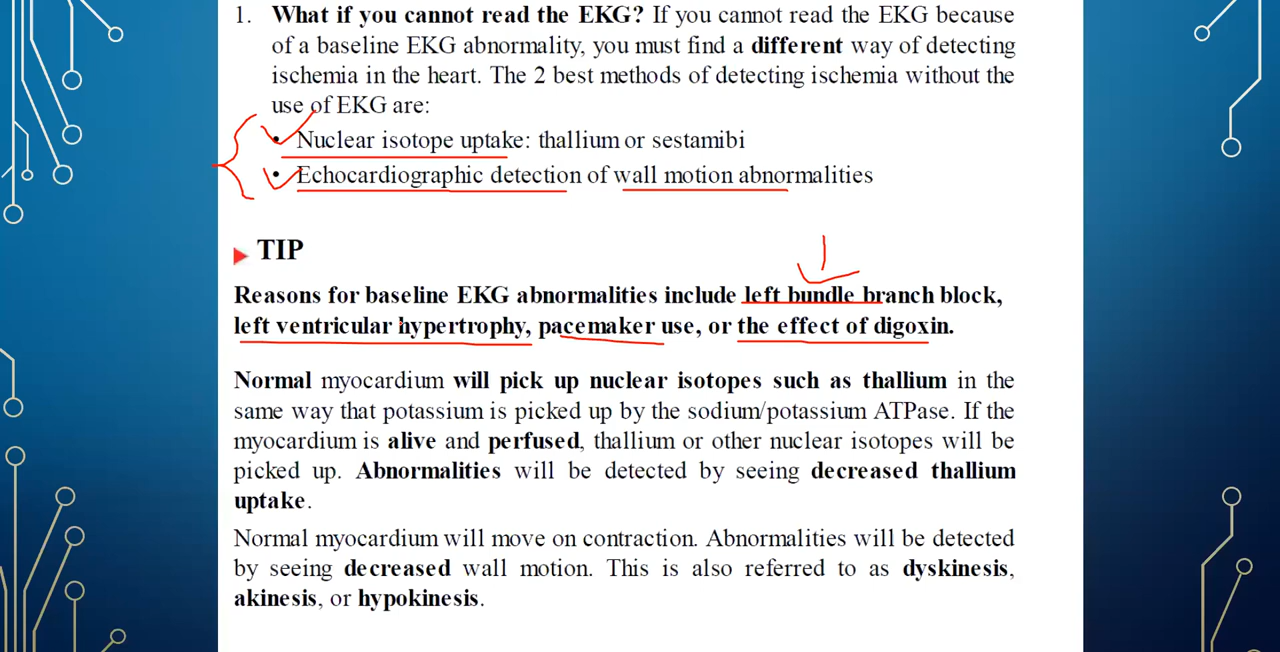 1. What if you cannot read the EKG? If you cannot read the EKG because
of a baseline EKG abnormality, you must find a different way of detecting
ischemia in the heart. The 2 best methods of detecting ischemia without the
use of EKG are:
• Nuclear isotope uptake: thallium or sestamibi
• Echocardiographic detection of wall motion abnormalities
TIP
Reasons for baseline EKG abnormalities include left bundle branch block,
left ventricular hypertrophy, pacemaker use, or the effect of digoxin.
Normal myocardium will pick up nuclear isotopes such as thallium in the
same way that potassium is picked up by the sodium/potassium ATPase. If the
myocardium is alive and perfused, thallium or other nuclear isotopes will be
picked up. Abnormalities will be detected by seeing decreased thallium
uptake.
Normal myocardium will move on contraction. Abnormalities will be detected
by seeing decreased wall motion. This is also referred to as dyskinesis,
akinesis, or hypokinesis.